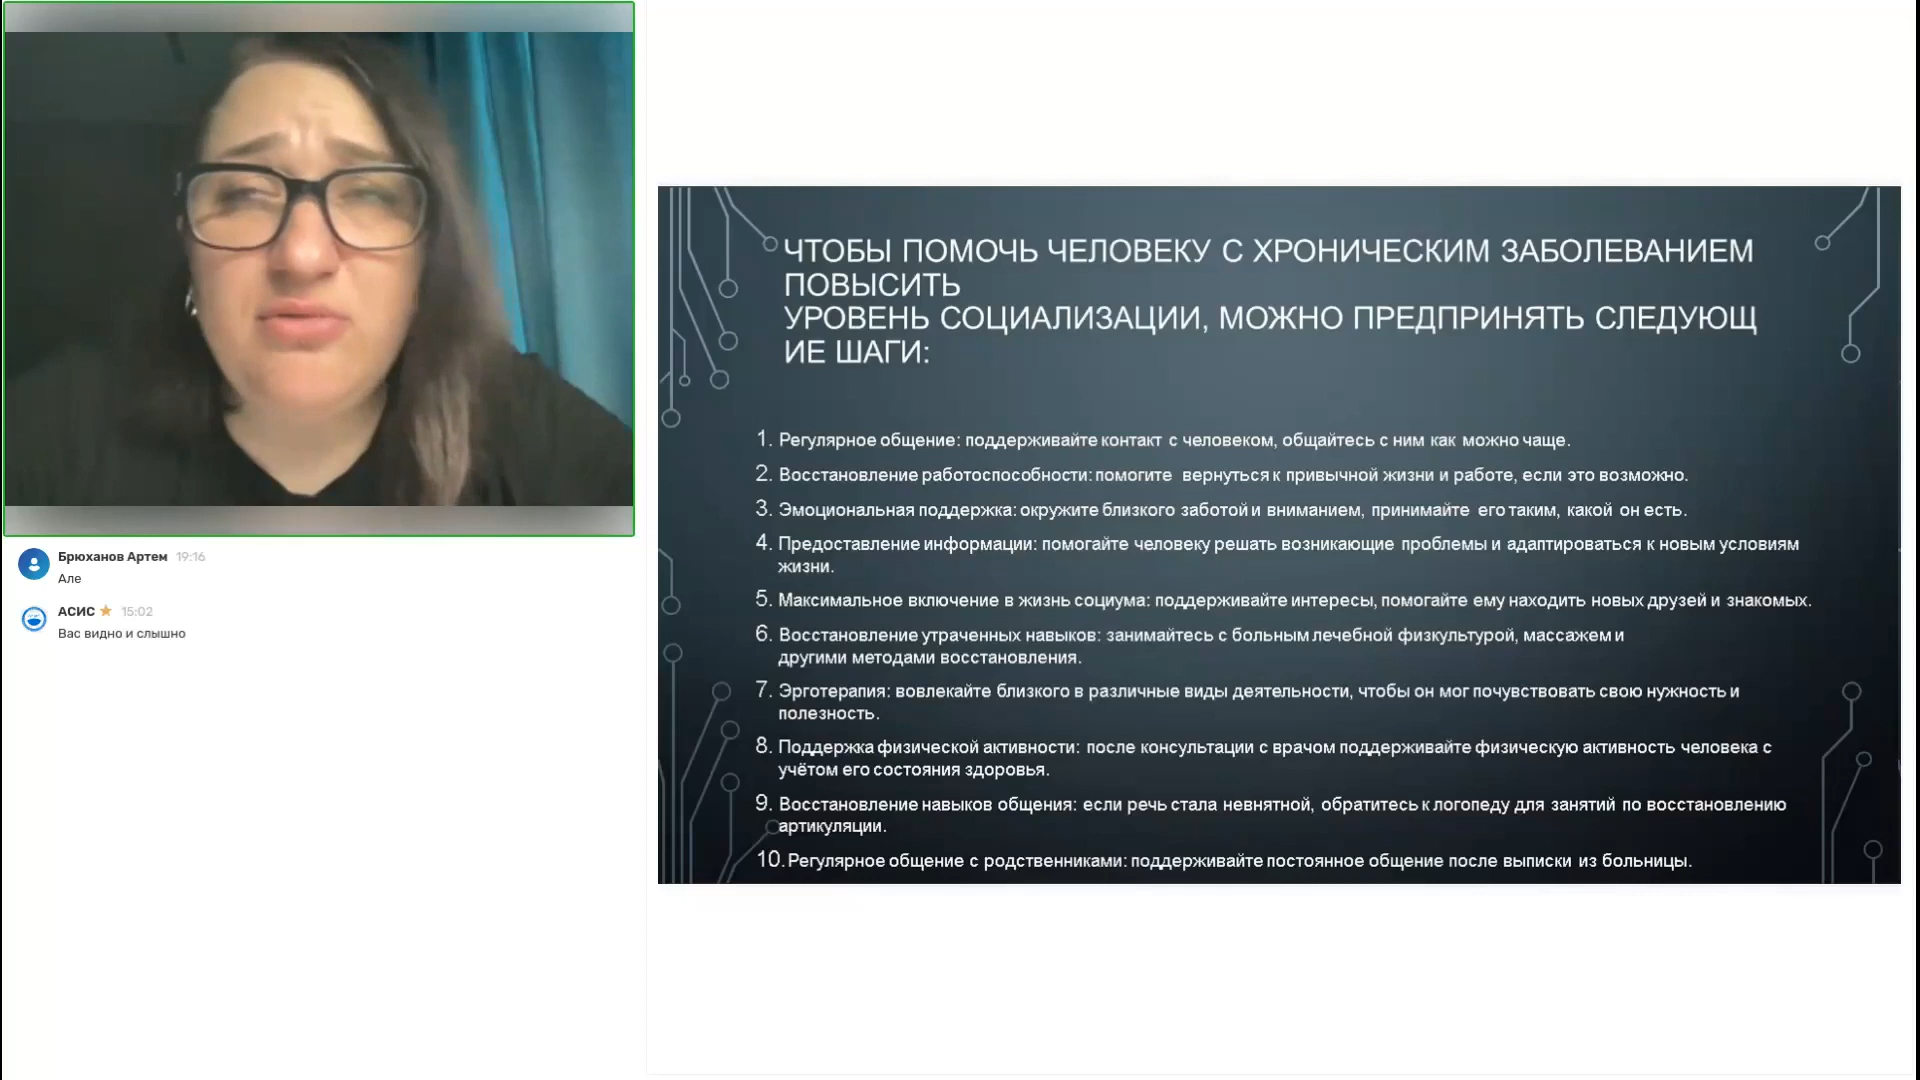 Брюханов Артем 19:16
Але
АСИС 15:02
Вас видно и слышно
ЧТОБЫ ПОМОЧЬ ЧЕЛОВЕКУ С ХРОНИЧЕСКИМ ЗАБОЛЕВАНИЕМ
ПОВЫСИТЬ
УРОВЕНЬ СОЦИАЛИЗАЦИИ, МОЖНО ПРЕДПРИНЯТЬ СЛЕДУЮЩ
ИЕ ШАГИ:
1. Регулярное общение: поддерживайте контакт с человеком, общайтесь с ним как можно чаще.
2. Восстановление работоспособности: помогите вернуться к привычной жизни и работе, если это возможно.
3. Эмоциональная поддержка: окружите близкого заботой и вниманием, принимайте его таким, какой он есть.
4. Предоставление информации: помогайте человеку решать возникающие проблемы и адаптироваться к новым условиям
жизни.
5. Максимальное включение в жизнь социума: поддерживайте интересы, помогайте ему находить новых друзей и знакомых.
6. Восстановление утраченных навыков: занимайтесь с больным лечебной физкультурой, массажем и
другими методами восстановления.
7. Эрготерапия: вовлекайте близкого в различные виды деятельности, чтобы он мог почувствовать свою нужность и
полезность.
8. Поддержка физической активности: после консультации с врачом поддерживайте физическую активность человека с
учётом его состояния здоровья.
9. Восстановление навыков общения: если речь стала невнятной, обратитесь к логопеду для занятий по восстановлению
артикуляции.
10. Регулярное общение с родственниками: поддерживайте постоянное общение после выписки из больницы.